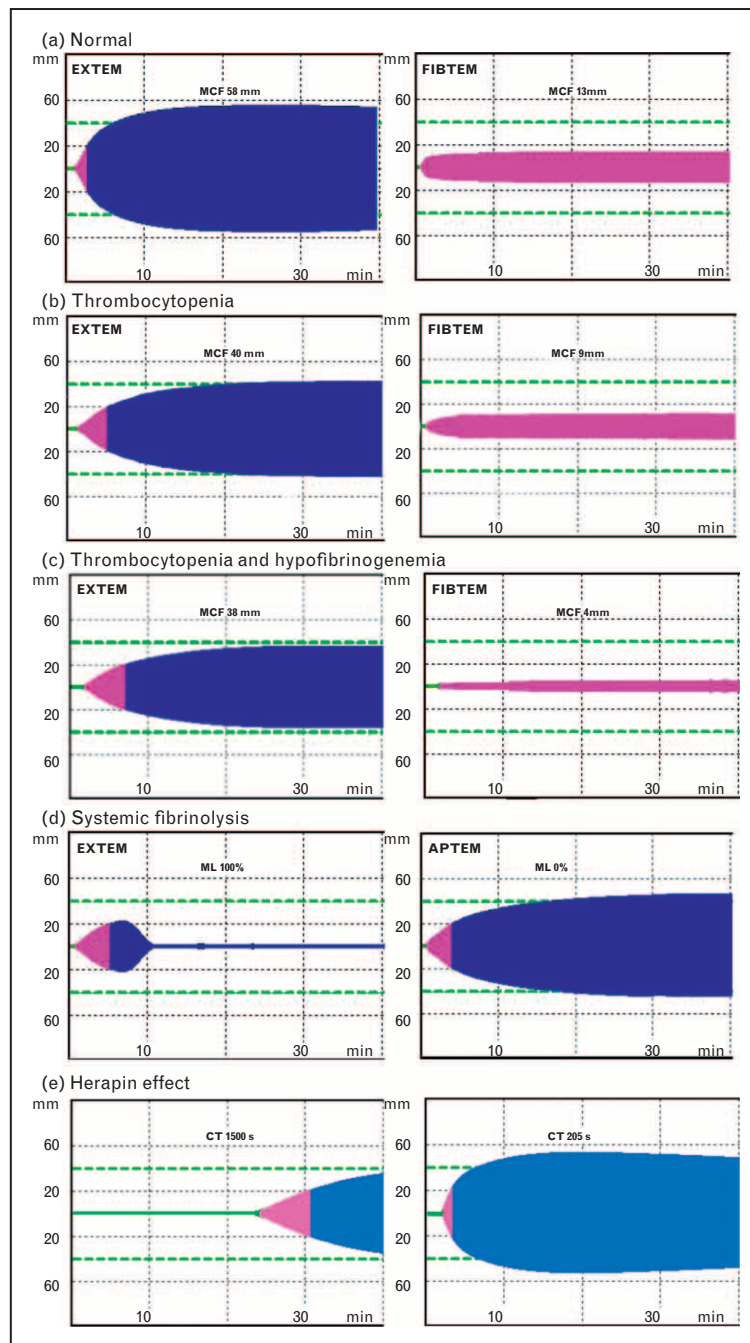 (a) Normal
mm
EXTEM
MCF 58 mm
60
20
20
60
10
30
min
mm
FIBTEM
MCF 13mm
60
20
20
60
10
30
min
(b) Thrombocytopenia
mm
EXTEM
MCF 40 mm
60
20
20
60
10
30
min
mm
FIBTEM
MCF 9mm
60
20
20
60
10
30
min
(c) Thrombocytopenia and hypofibrinogenemia
mm
EXTEM
MCF 38 mm
60
20
20
60
10
30
min
mm
FIBTEM
MCF 4mm
60
20
20
60
10
30
min
(d) Systemic fibrinolysis
mm
EXTEM
ML 100%
60
20
20
60
10
30
min
mm
APTEM
ML 0%
60
20
20
60
10
30
min
(e) Herapin effect
mm
CT 1500 s
60
20
20
60
10
30
min
mm
CT 205 s
60
20
20
60
10
30
min